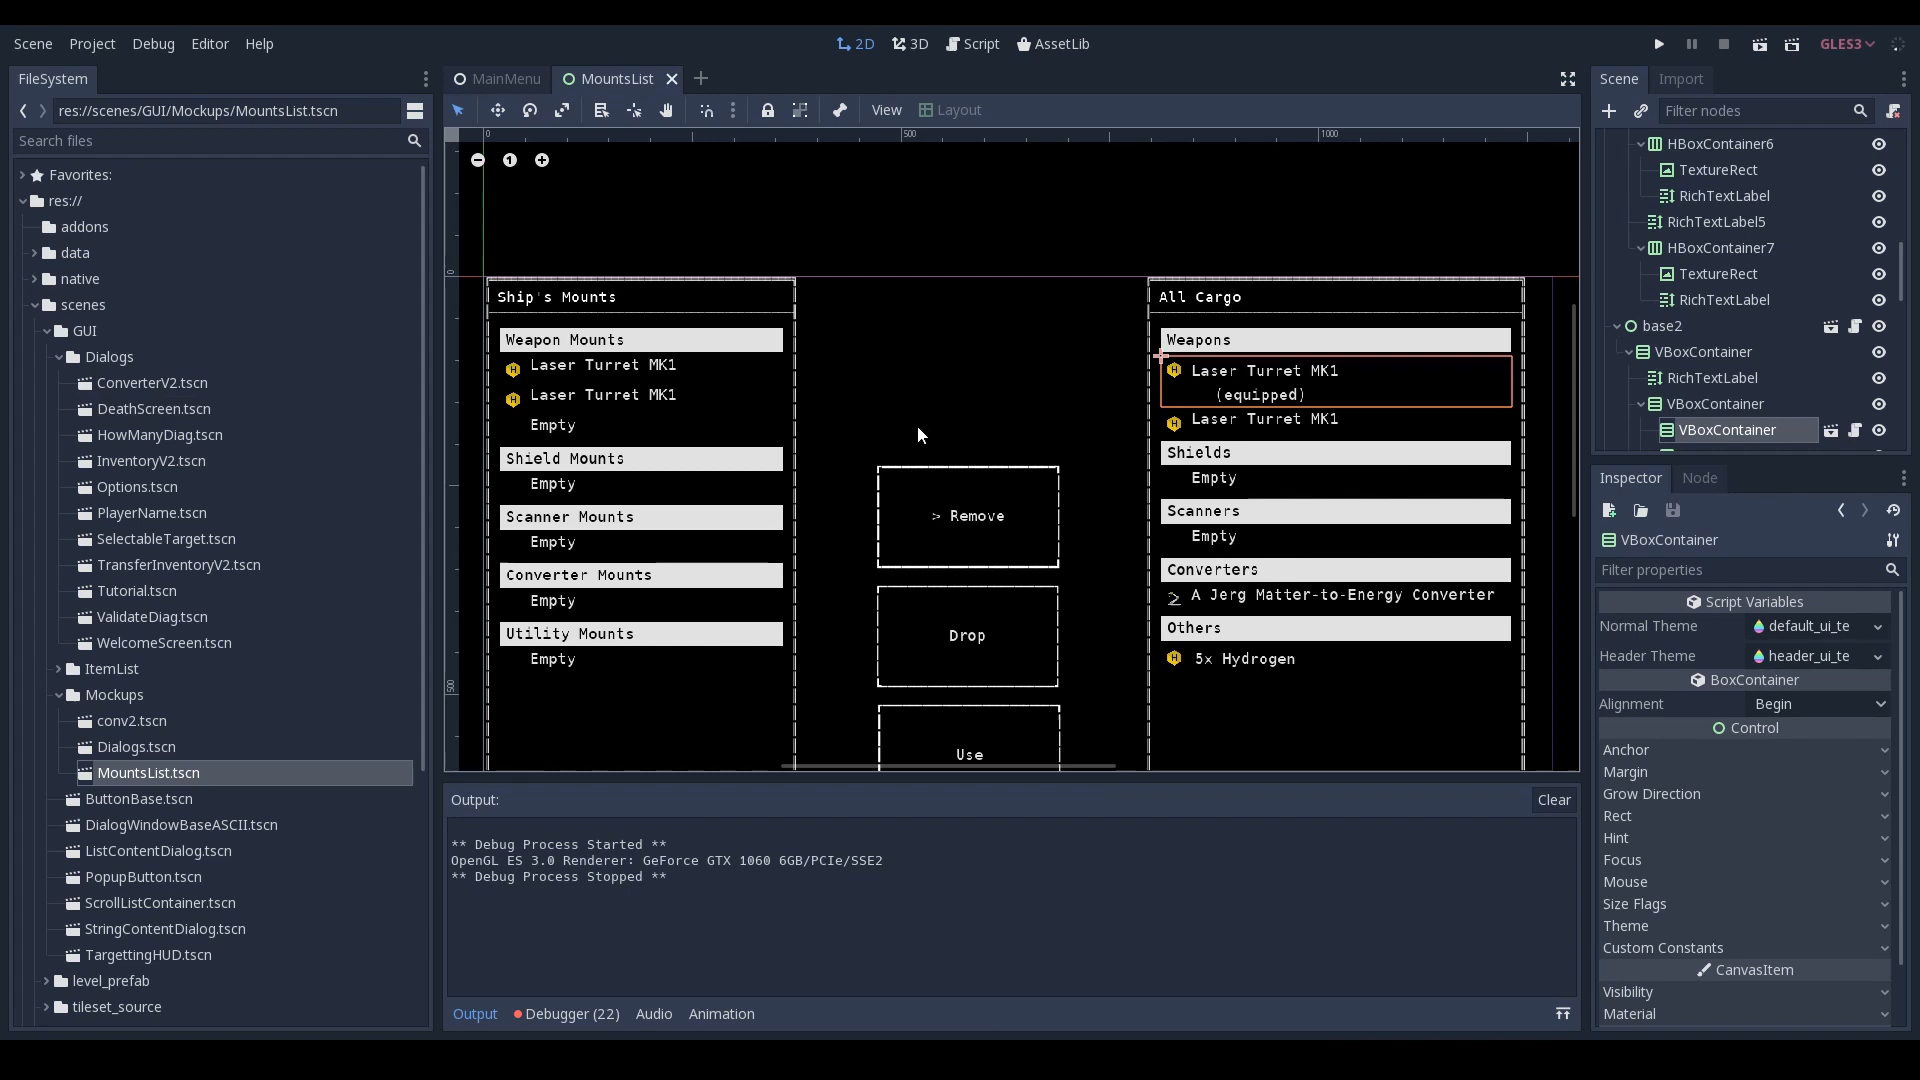 Scene Project Debug Editor Help 2D 3D Script AssetLib GLES3
FileSystem
res://scenes/GUI/Mockups/MountsList.tscn
Search files
Favorites:
res://
addons
data
native
scenes
GUI
Dialogs
ConverterV2.tscn
DeathScreen.tscn
HowManyDiag.tscn
InventoryV2.tscn
Options.tscn
PlayerName.tscn
SelectableTarget.tscn
TransferInventoryV2.tscn
Tutorial.tscn
ValidateDiag.tscn
WelcomeScreen.tscn
ItemList
Mockups
conv2.tscn
Dialogs.tscn
MountsList.tscn
ButtonBase.tscn
DialogWindowBaseASCII.tscn
ListContentDialog.tscn
PopupButton.tscn
ScrollListContainer.tscn
StringContentDialog.tscn
TargettingHUD.tscn
level_prefab
tileset_source
MainMenu MountsList
View Layout
0 500 1000
1
0
500
Ship's Mounts
Weapon Mounts
H Laser Turret MK1
H Laser Turret MK1
Empty
Shield Mounts
Empty
Scanner Mounts
Empty
Converter Mounts
Empty
Utility Mounts
Empty
> Remove
Drop
Use
All Cargo
Weapons
H Laser Turret MK1
(equipped)
H Laser Turret MK1
Shields
Empty
Scanners
Empty
Converters
A Jerg Matter-to-Energy Converter
Others
H 5x Hydrogen
Output: Clear
** Debug Process Started **
OpenGL ES 3.0 Renderer: GeForce GTX 1060 6GB/PCIe/SSE2
** Debug Process Stopped **
Output Debugger (22) Audio Animation
Scene Import
Filter nodes
HBoxContainer6
TextureRect
RichTextLabel
RichTextLabel5
HBoxContainer7
TextureRect
RichTextLabel
base2
VBoxContainer
RichTextLabel
VBoxContainer
VBoxContainer
Inspector Node
VBoxContainer
Filter properties
Script Variables
Normal Theme default_ui_te
Header Theme header_ui_te
BoxContainer
Alignment Begin
Control
Anchor
Margin
Grow Direction
Rect
Hint
Focus
Mouse
Size Flags
Theme
Custom Constants
CanvasItem
Visibility
Material